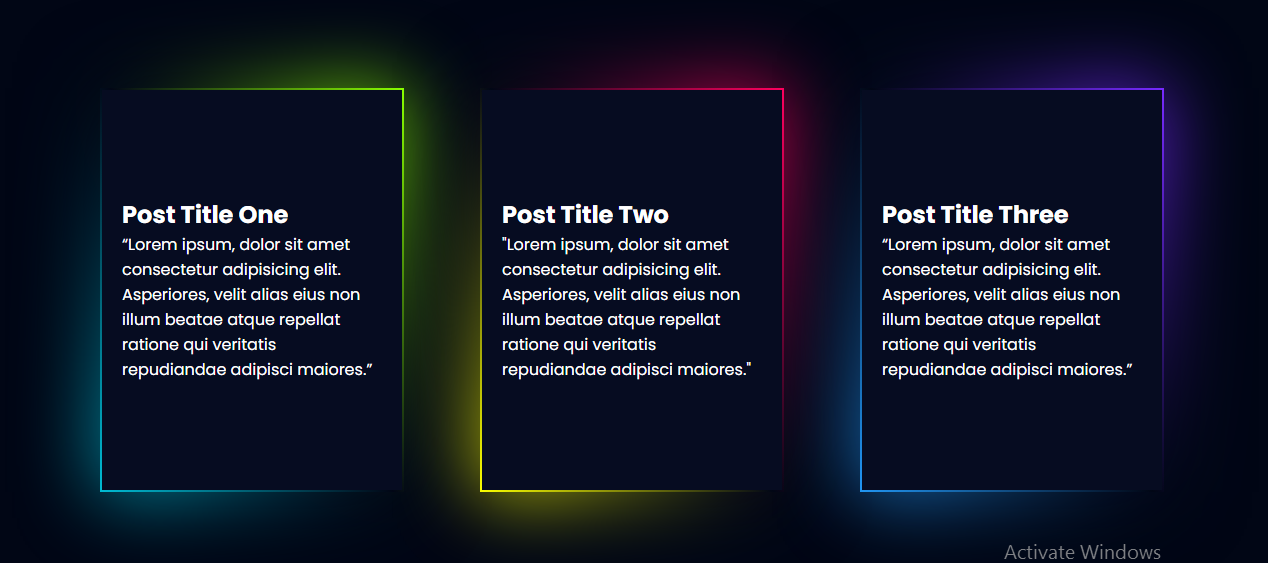 Post Title One
“Lorem ipsum, dolor sit amet
consectetur adipisicing elit.
Asperiores, velit alias eius non
illum beatae atque repellat
ratione qui veritatis
repudiandae adipisci maiores.”
Post Title Two
"Lorem ipsum, dolor sit amet
consectetur adipisicing elit.
Asperiores, velit alias eius non
illum beatae atque repellat
ratione qui veritatis
repudiandae adipisci maiores."
Post Title Three
“Lorem ipsum, dolor sit amet
consectetur adipisicing elit.
Asperiores, velit alias eius non
illum beatae atque repellat
ratione qui veritatis
repudiandae adipisci maiores.”
Activate Windows